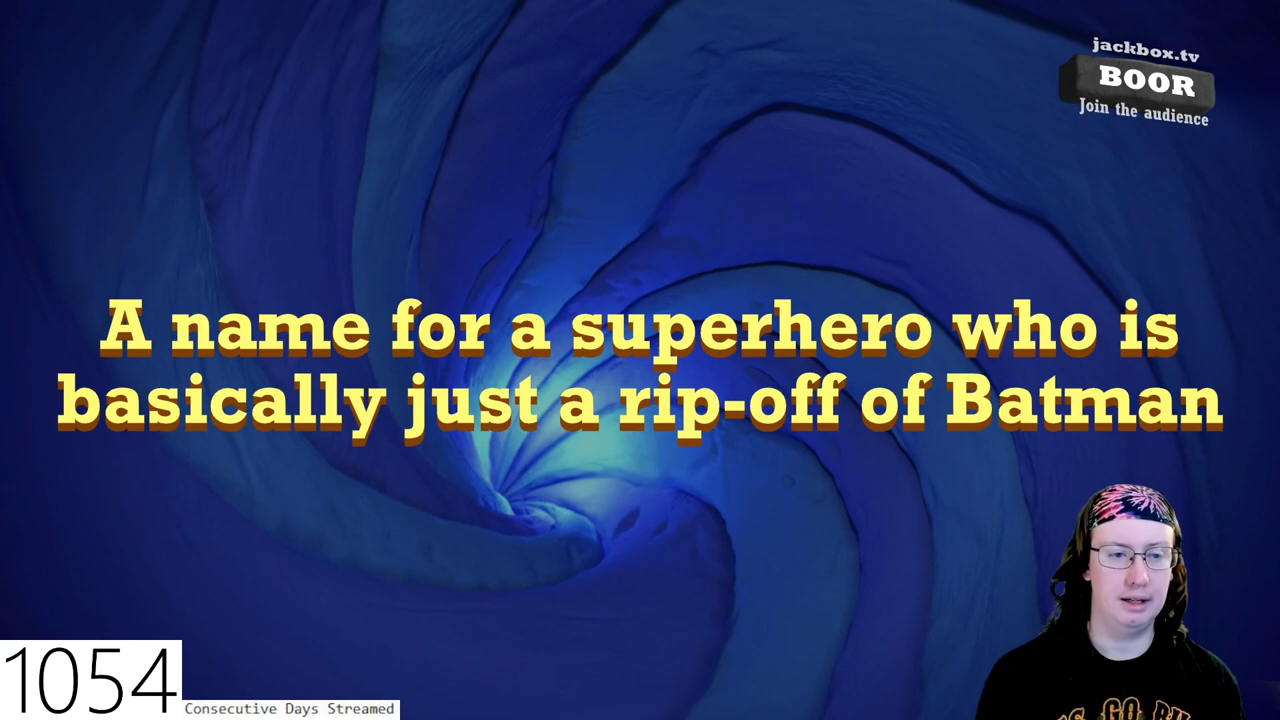 jackbox.tv
BOOR
Join the audience
A name for a superhero who is
basically just a rip-off of Batman
1054
Consecutive Days Streamed
GO